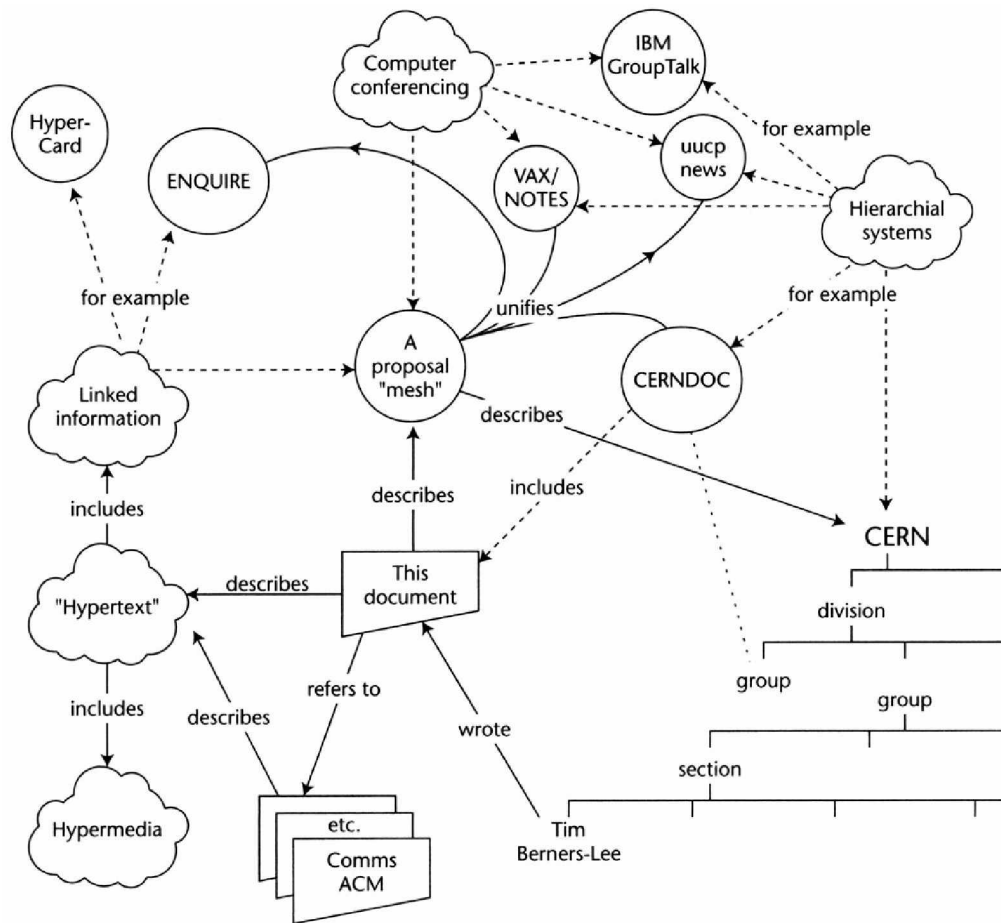 Computer
conferencing
IBM
GroupTalk
Hyper-
Card
ENQUIRE
for example
VAX/
NOTES
uucp
news
Hierarchial
systems
for example
unifies
for example
A
proposal
"mesh"
CERNDOC
Linked
information
describes
includes
describes
includes
CERN
"Hypertext"
describes
This
document
division
includes
describes
refers to
wrote
group
group
section
Hypermedia
etc.
Comms
ACM
Tim
Berners-Lee